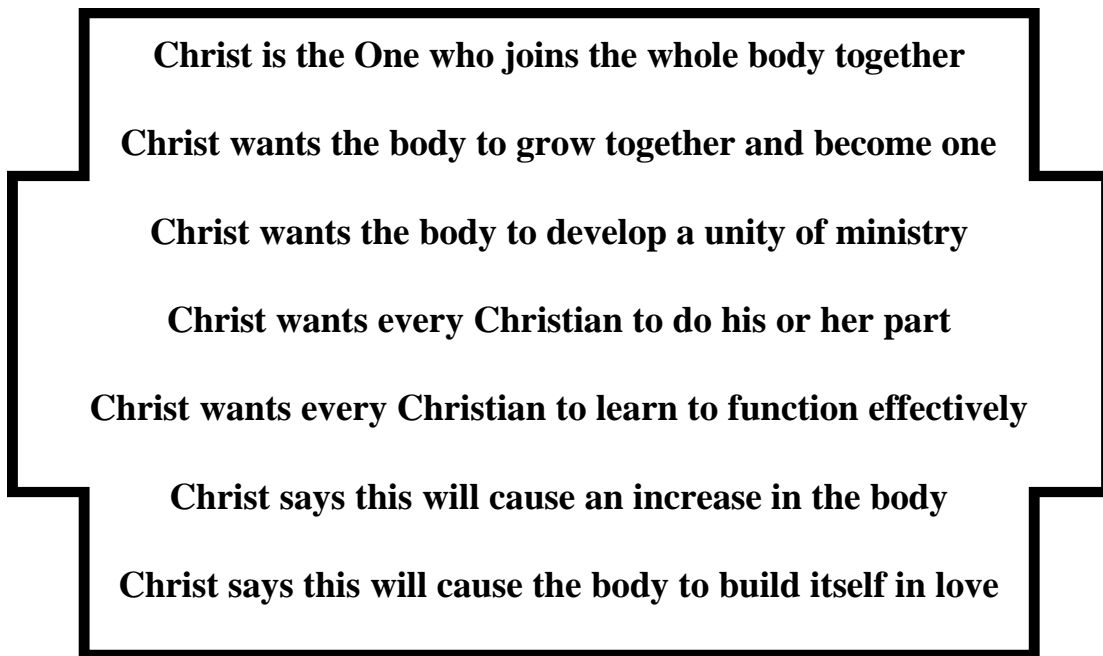 Christ is the One who joins the whole body together
Christ wants the body to grow together and become one
Christ wants the body to develop a unity of ministry
Christ wants every Christian to do his or her part
Christ wants every Christian to learn to function effectively
Christ says this will cause an increase in the body
Christ says this will cause the body to build itself in love